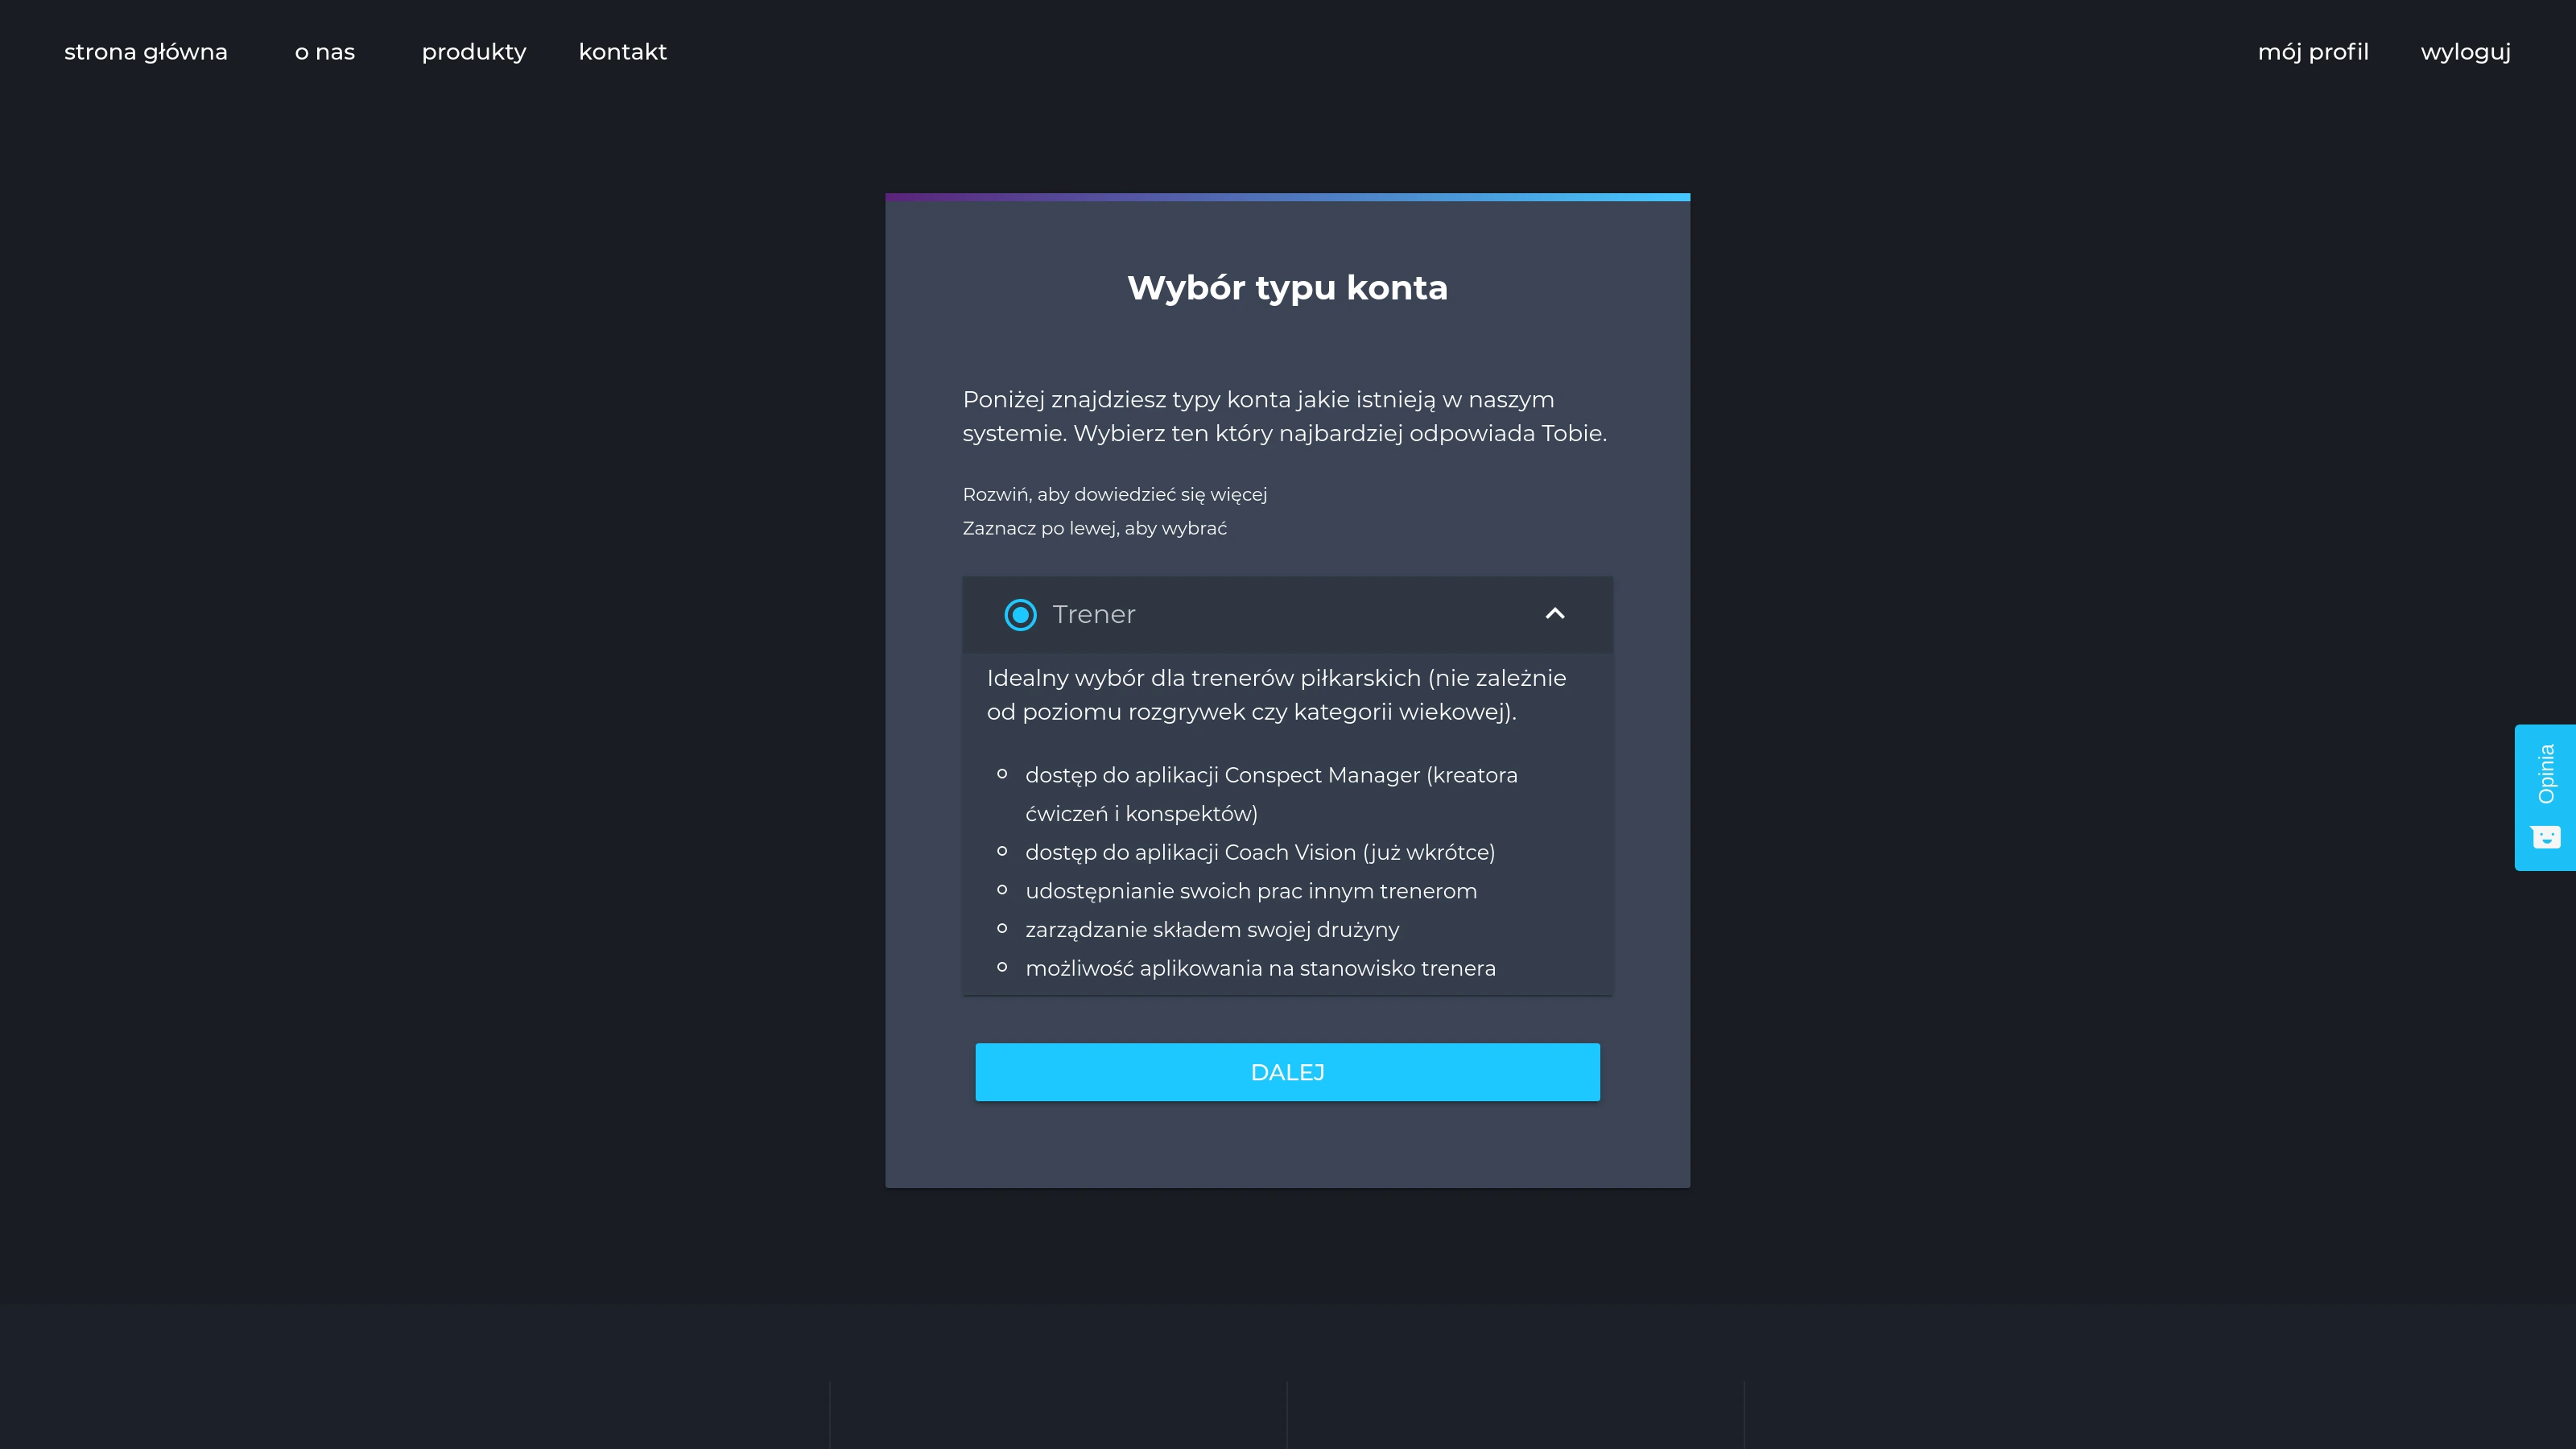 strona główna
o nas
produkty
kontakt
mój profil
wyloguj
Wybór typu konta
Poniżej znajdziesz typy konta jakie istnieją w naszym
systemie. Wybierz ten który najbardziej odpowiada Tobie.
Rozwiń, aby dowiedzieć się więcej
Zaznacz po lewej, aby wybrać
Trener
Idealny wybór dla trenerów piłkarskich (nie zależnie
od poziomu rozgrywek czy kategorii wiekowej).
dostęp do aplikacji Conspect Manager (kreatora
ćwiczeń i konspektów)
dostęp do aplikacji Coach Vision (już wkrótce)
udostępnianie swoich prac innym trenerom
zarządzanie składem swojej drużyny
możliwość aplikowania na stanowisko trenera
DALEJ
Opinia